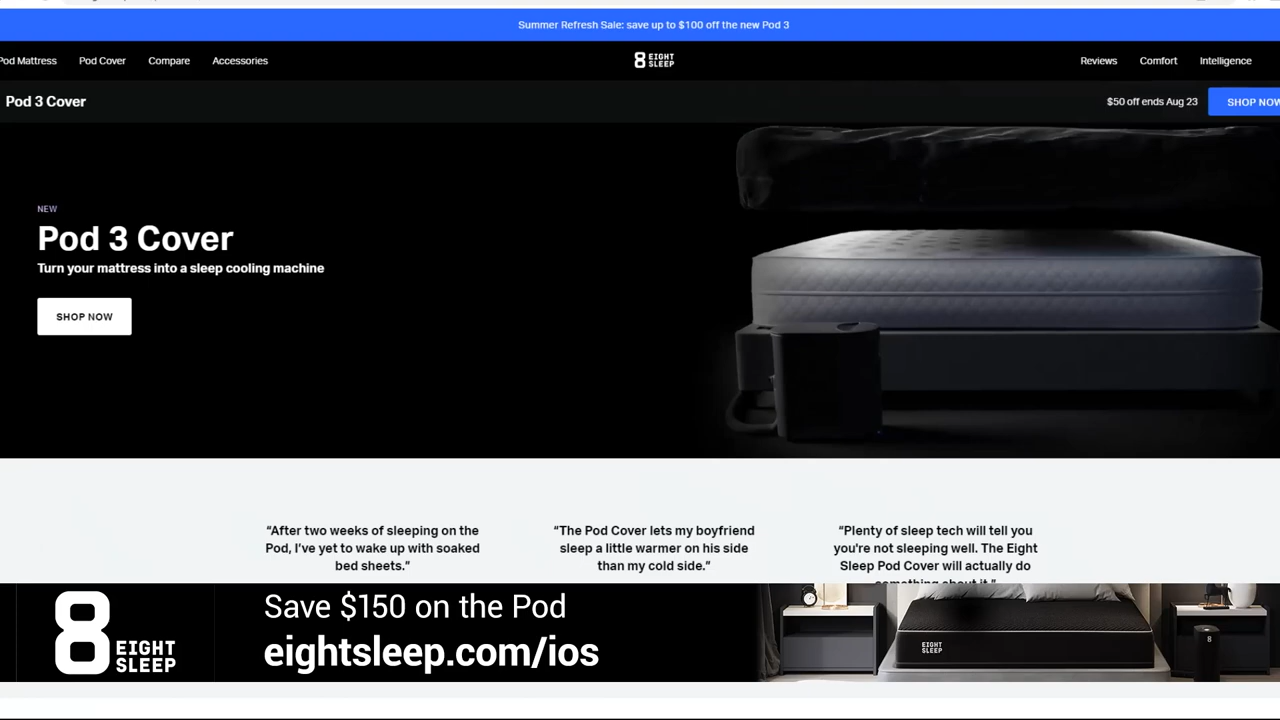 Summer Refresh Sale: save up to $100 off the new Pod 3
Pod Mattress Pod Cover Compare Accessories
8 EIGHT SLEEP
Reviews Comfort Intelligence
Pod 3 Cover
$50 off ends Aug 23
SHOP NOW
NEW
Pod 3 Cover
Turn your mattress into a sleep cooling machine
SHOP NOW
“After two weeks of sleeping on the
Pod, I’ve yet to wake up with soaked
bed sheets.”
“The Pod Cover lets my boyfriend
sleep a little warmer on his side
than my cold side.”
“Plenty of sleep tech will tell you
you're not sleeping well. The Eight
Sleep Pod Cover will actually do
something about it.”
8 EIGHT
SLEEP
Save $150 on the Pod
eightsleep.com/ios
EIGHT
SLEEP
8